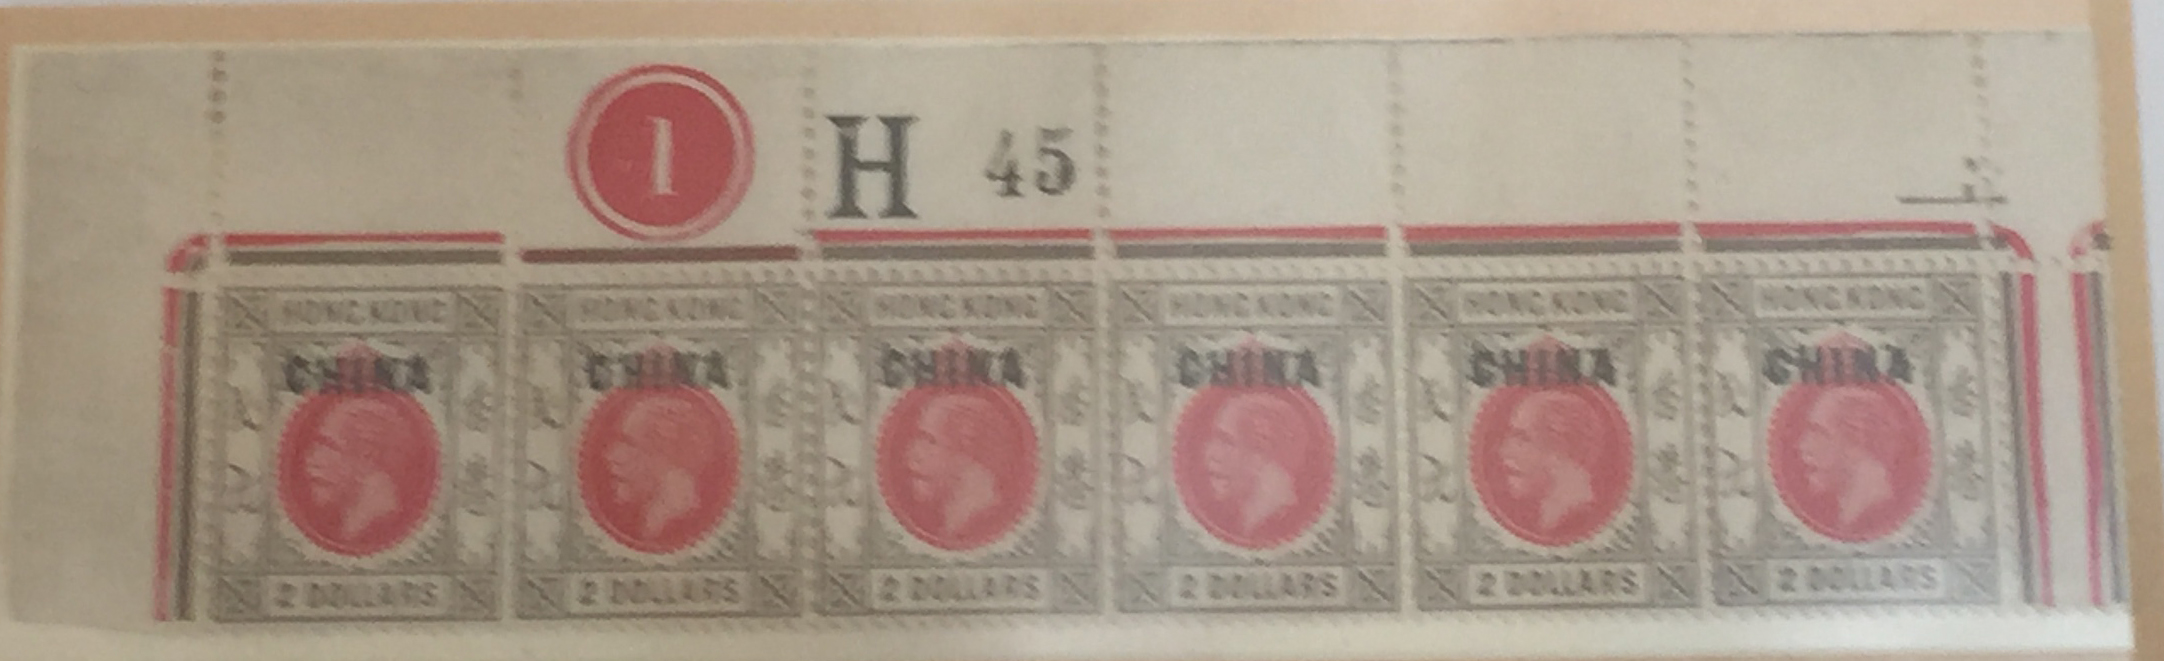 1 H 45
HONG KONG HONG KONG HONG KONG HONG KONG HONG KONG HONG KONG
CHINA CHINA CHINA CHINA CHINA CHINA
2 DOLLARS 2 DOLLARS 2 DOLLARS 2 DOLLARS 2 DOLLARS 2 DOLLARS